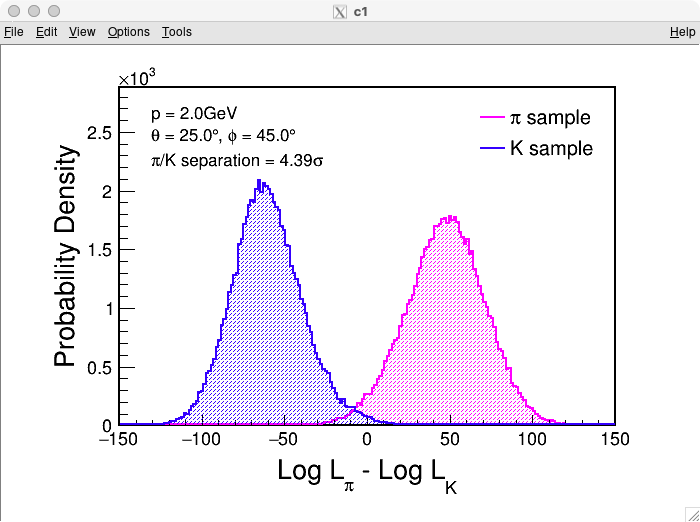 c1
File Edit View Options Tools Help
×10³
p = 2.0GeV
θ = 25.0°, ϕ = 45.0°
π/K separation = 4.39σ
π sample
K sample
Probability Density
2.5
2
1.5
1
0.5
0
−150 −100 −50 0 50 100 150
Log L_π - Log L_K